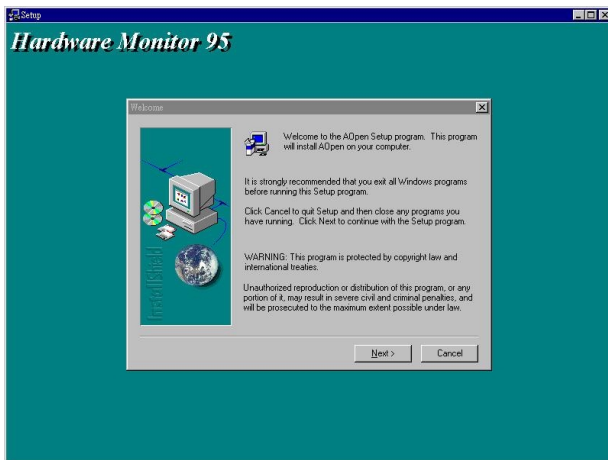 Setup
Hardware Monitor 95
Welcome
Welcome to the AOpen Setup program. This program
will install AOpen on your computer.
It is strongly recommended that you exit all Windows programs
before running this Setup program.
Click Cancel to quit Setup and then close any programs you
have running. Click Next to continue with the Setup program.
WARNING: This program is protected by copyright law and
international treaties.
Unauthorized reproduction or distribution of this program, or any
portion of it, may result in severe civil and criminal penalties, and
will be prosecuted to the maximum extent possible under law.
InstallShield
Next >
Cancel